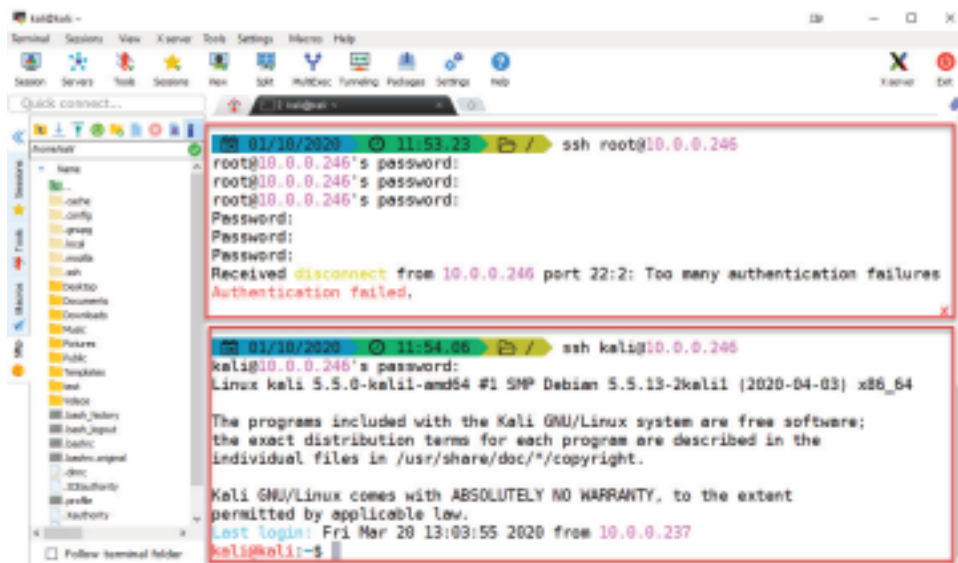 kali@kali: ~
Terminal Sessions View X server Tools Settings Macros Help
Session Servers Tools Sessions View Split MultiExec Tunneling Packages Settings Help X server Exit
Quick connect...
/home/kali/
Name
..
.cache
.config
.gnupg
.local
.mozilla
.ssh
Desktop
Documents
Downloads
Music
Pictures
Public
Templates
test
Videos
.bash_history
.bash_logout
.bashrc
.bashrc.original
.dmrc
.ICEauthority
.profile
.Xauthority
Follow terminal folder
Sessions
Tools
Macros
Sftp
01/10/2020 11:53.23 / ssh root@10.0.0.246
root@10.0.0.246's password:
root@10.0.0.246's password:
root@10.0.0.246's password:
Password:
Password:
Password:
Received disconnect from 10.0.0.246 port 22:2: Too many authentication failures
Authentication failed.
01/10/2020 11:54.06 / ssh kali@10.0.0.246
kali@10.0.0.246's password:
Linux kali 5.5.0-kali1-amd64 #1 SMP Debian 5.5.13-2kali1 (2020-04-03) x86_64
The programs included with the Kali GNU/Linux system are free software;
the exact distribution terms for each program are described in the
individual files in /usr/share/doc/*/copyright.
Kali GNU/Linux comes with ABSOLUTELY NO WARRANTY, to the extent
permitted by applicable law.
Last login: Fri Mar 20 13:03:55 2020 from 10.0.0.237
kali@kali:~$